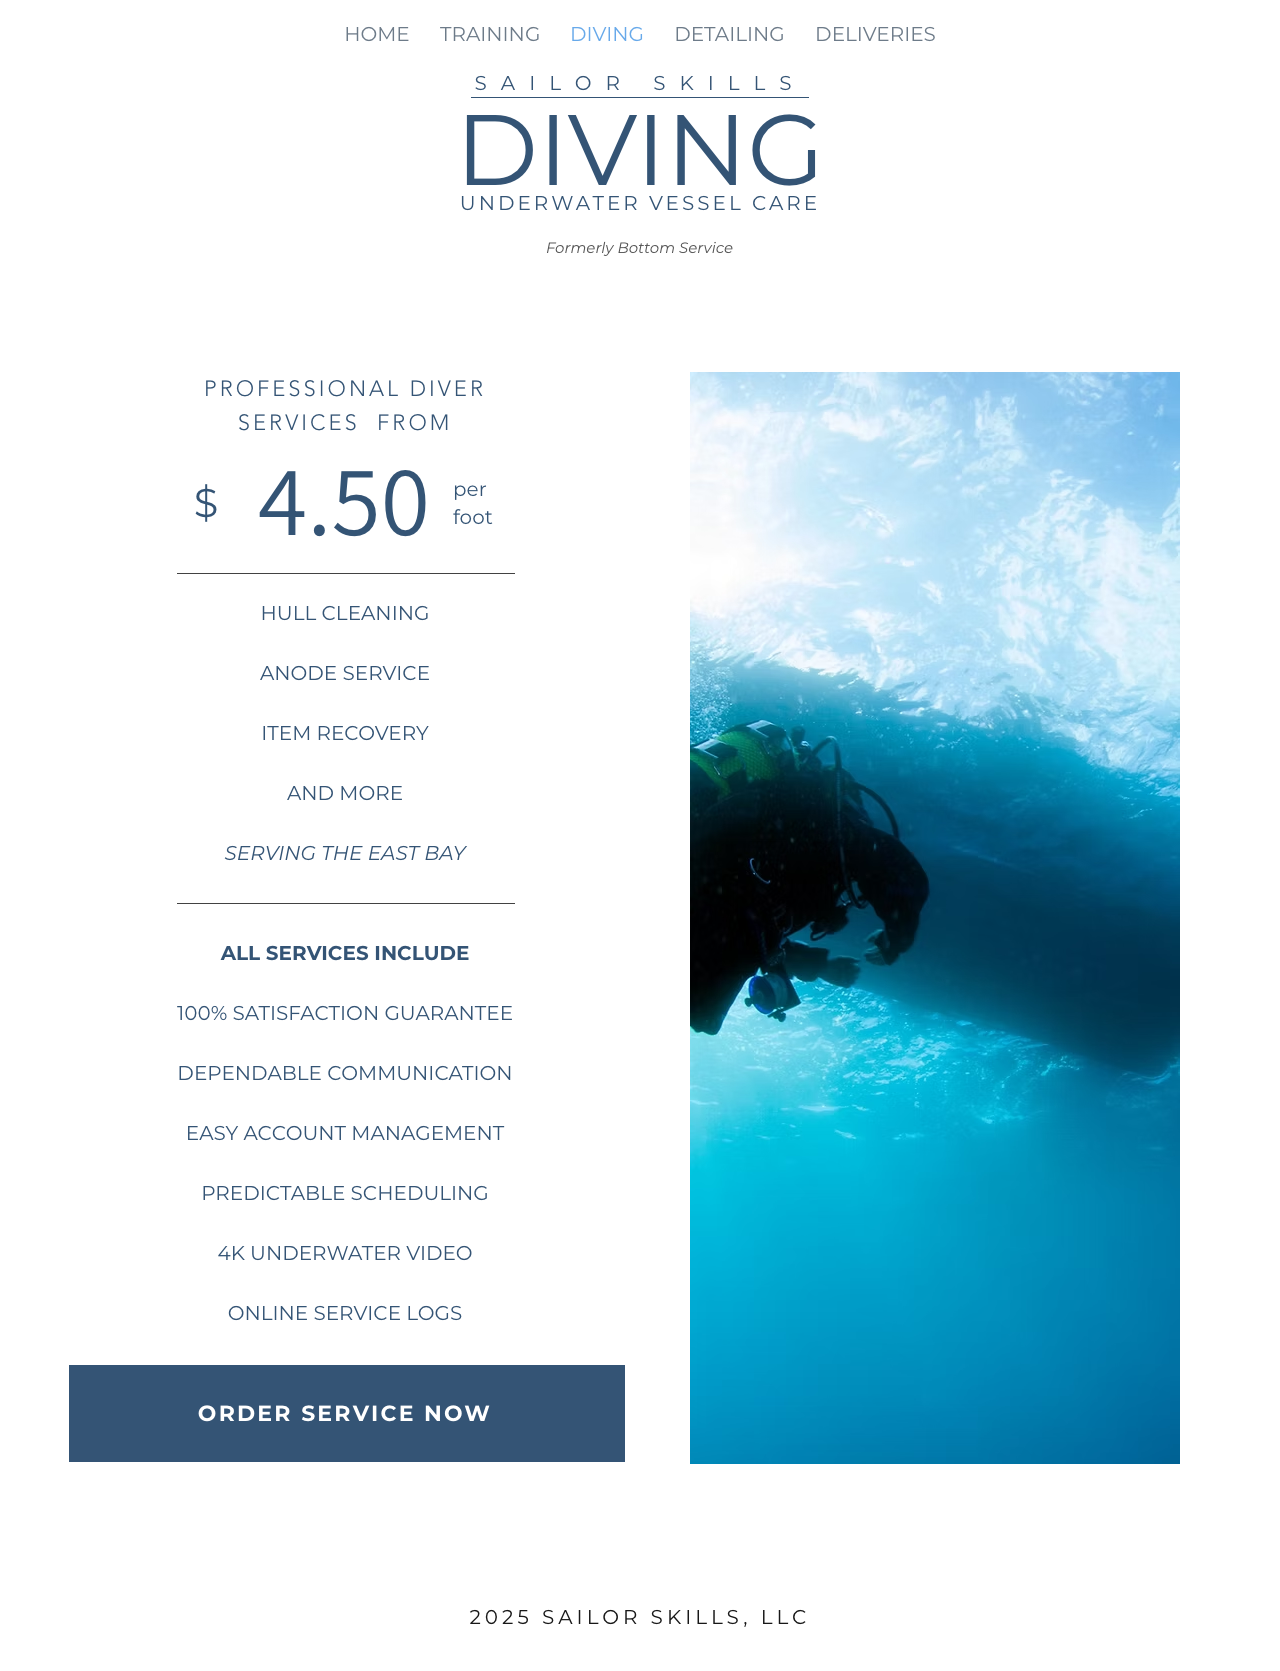 HOME TRAINING DIVING DETAILING DELIVERIES
SAILOR SKILLS
DIVING
UNDERWATER VESSEL CARE
Formerly Bottom Service
PROFESSIONAL DIVER
SERVICES FROM
$ 4.50 per
foot
HULL CLEANING
ANODE SERVICE
ITEM RECOVERY
AND MORE
SERVING THE EAST BAY
ALL SERVICES INCLUDE
100% SATISFACTION GUARANTEE
DEPENDABLE COMMUNICATION
EASY ACCOUNT MANAGEMENT
PREDICTABLE SCHEDULING
4K UNDERWATER VIDEO
ONLINE SERVICE LOGS
ORDER SERVICE NOW
2025 SAILOR SKILLS, LLC